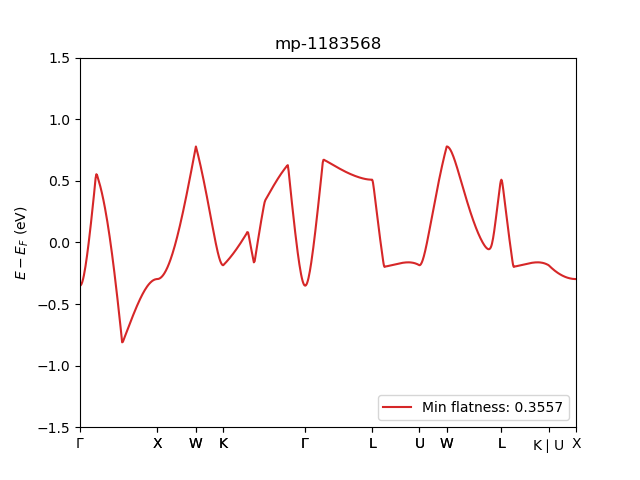 mp-1183568
1.5
1.0
0.5
0.0
−0.5
−1.0
−1.5
E − E_F (eV)
Min flatness: 0.3557
Γ X W K Γ L U W L K | U X